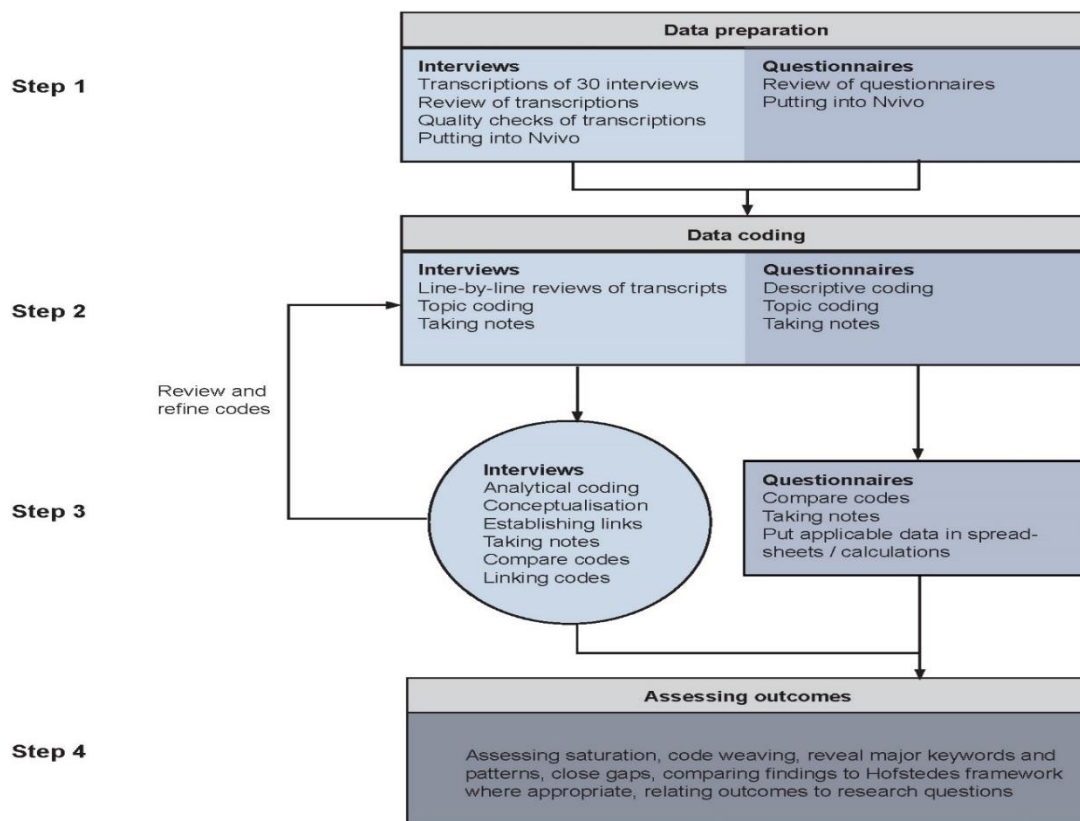 Data preparation
Step 1
Interviews
Transcriptions of 30 interviews
Review of transcriptions
Quality checks of transcriptions
Putting into Nvivo
Questionnaires
Review of questionnaires
Putting into Nvivo
Data coding
Step 2
Interviews
Line-by-line reviews of transcripts
Topic coding
Taking notes
Questionnaires
Descriptive coding
Topic coding
Taking notes
Review and
refine codes
Step 3
Interviews
Analytical coding
Conceptualisation
Establishing links
Taking notes
Compare codes
Linking codes
Questionnaires
Compare codes
Taking notes
Put applicable data in spread-
sheets / calculations
Assessing outcomes
Step 4
Assessing saturation, code weaving, reveal major keywords and
patterns, close gaps, comparing findings to Hofstedes framework
where appropriate, relating outcomes to research questions